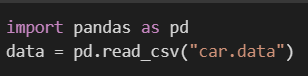 import pandas as pd
data = pd.read_csv("car.data")